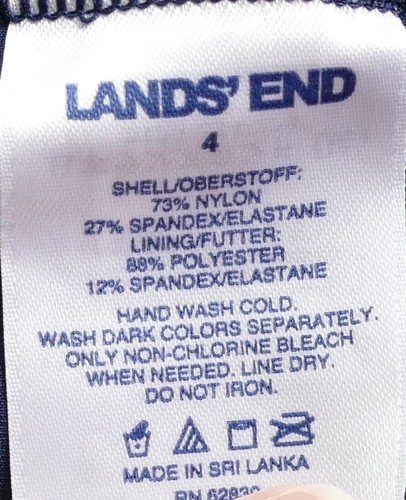 LANDS' END
4
SHELL/OBERSTOFF:
73% NYLON
27% SPANDEX/ELASTANE
LINING/FUTTER:
88% POLYESTER
12% SPANDEX/ELASTANE
HAND WASH COLD.
WASH DARK COLORS SEPARATELY.
ONLY NON-CHLORINE BLEACH
WHEN NEEDED. LINE DRY.
DO NOT IRON.
MADE IN SRI LANKA
RN